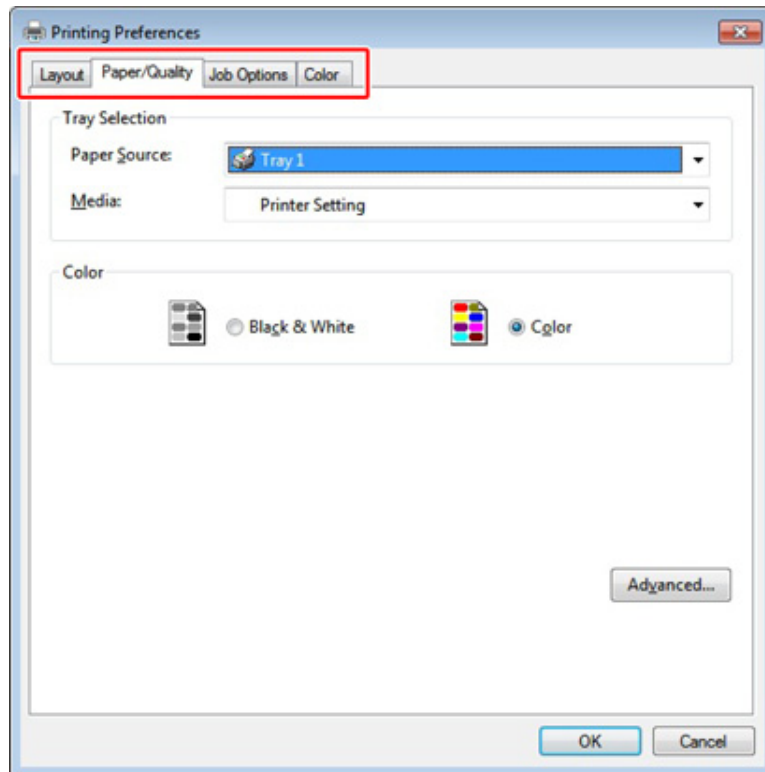 Printing Preferences
Layout Paper/Quality Job Options Color
Tray Selection
Paper Source: Tray 1
Media: Printer Setting
Color
Black & White Color
Advanced...
OK Cancel